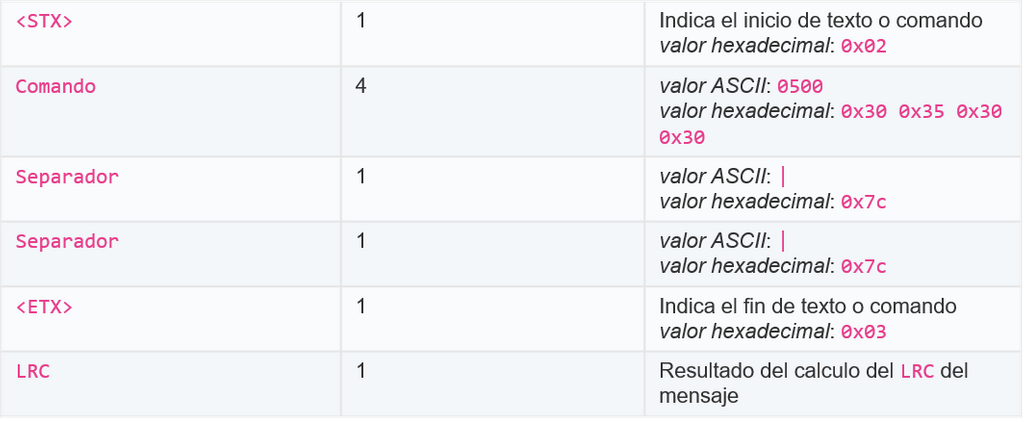 <STX> 1 Indica el inicio de texto o comando
valor hexadecimal: 0x02
Comando 4 valor ASCII: 0500
valor hexadecimal: 0x30 0x35 0x30
0x30
Separador 1 valor ASCII: |
valor hexadecimal: 0x7c
Separador 1 valor ASCII: |
valor hexadecimal: 0x7c
<ETX> 1 Indica el fin de texto o comando
valor hexadecimal: 0x03
LRC 1 Resultado del calculo del LRC del
mensaje